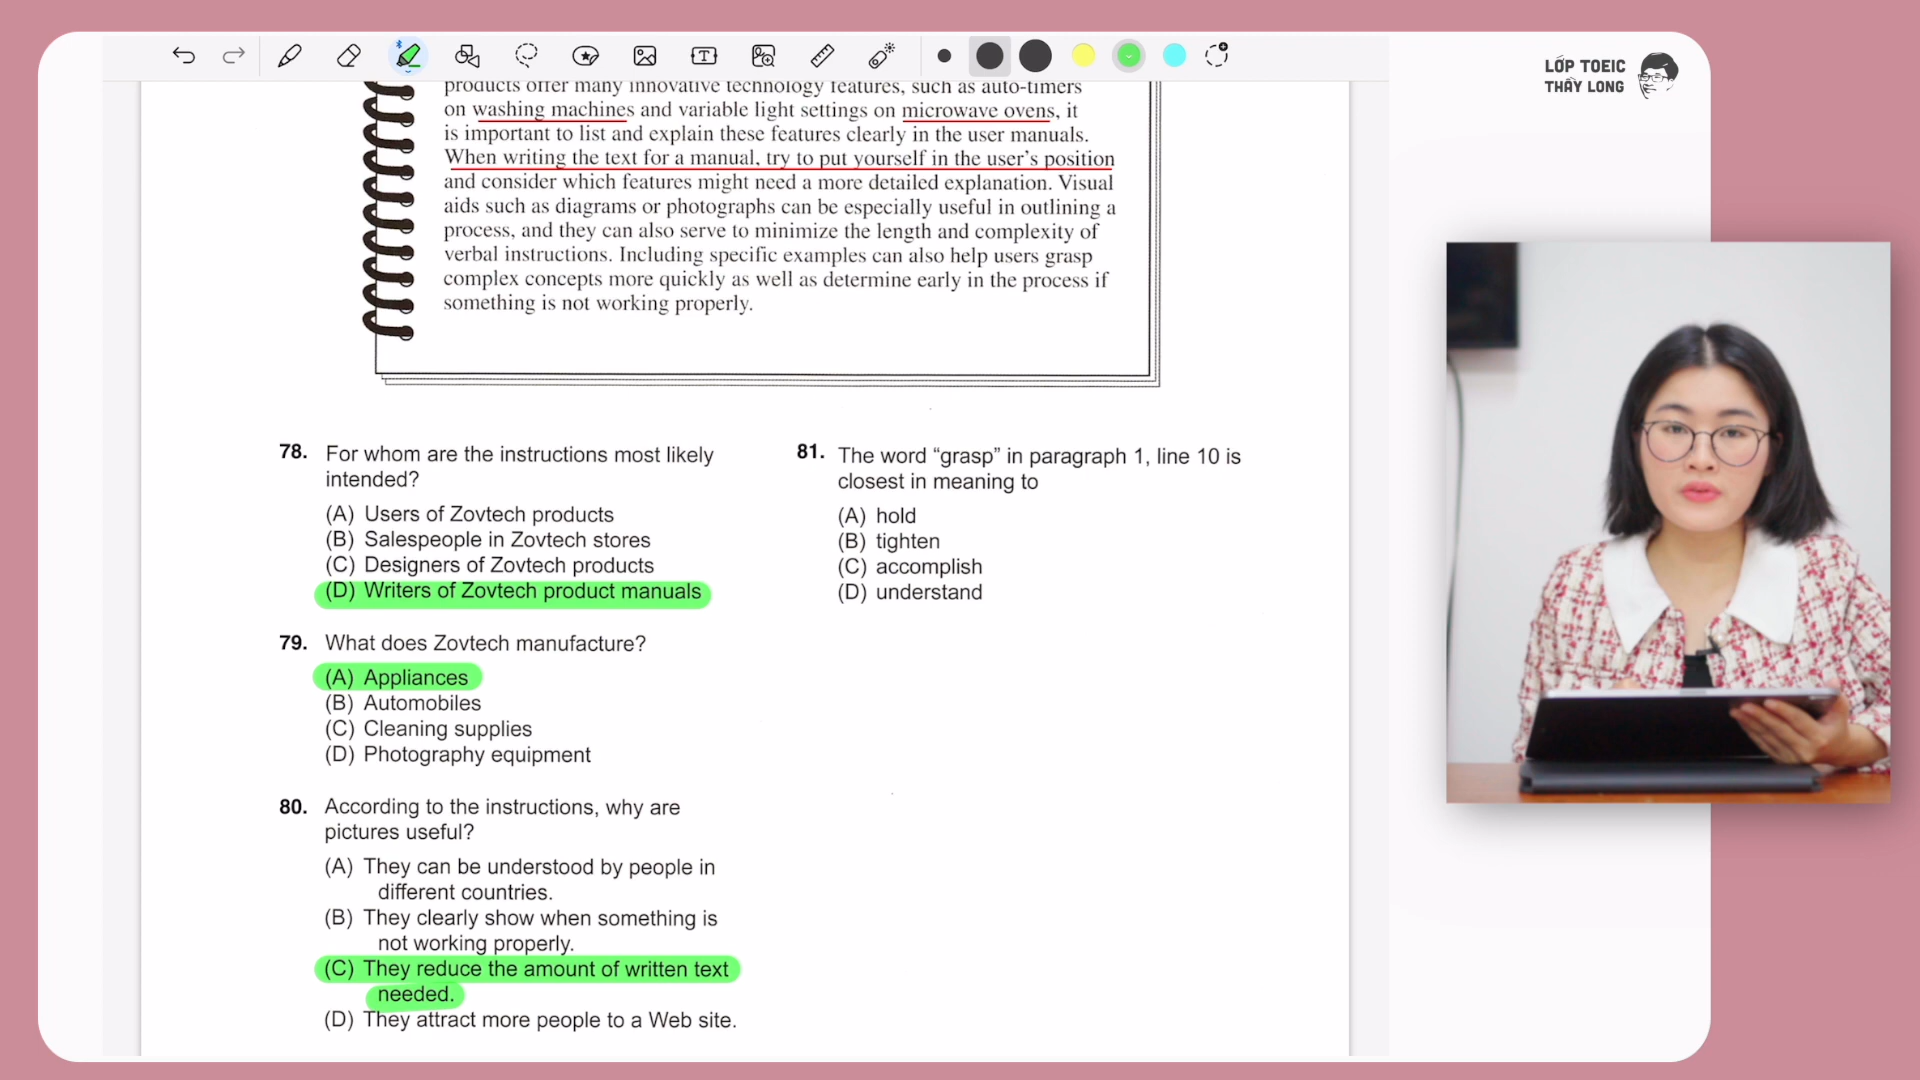 LỚP TOEIC
THẦY LONG
products offer many innovative technology features, such as auto-timers
on washing machines and variable light settings on microwave ovens, it
is important to list and explain these features clearly in the user manuals.
When writing the text for a manual, try to put yourself in the user's position
and consider which features might need a more detailed explanation. Visual
aids such as diagrams or photographs can be especially useful in outlining a
process, and they can also serve to minimize the length and complexity of
verbal instructions. Including specific examples can also help users grasp
complex concepts more quickly as well as determine early in the process if
something is not working properly.
78. For whom are the instructions most likely
intended?
(A) Users of Zovtech products
(B) Salespeople in Zovtech stores
(C) Designers of Zovtech products
(D) Writers of Zovtech product manuals
79. What does Zovtech manufacture?
(A) Appliances
(B) Automobiles
(C) Cleaning supplies
(D) Photography equipment
80. According to the instructions, why are
pictures useful?
(A) They can be understood by people in
different countries.
(B) They clearly show when something is
not working properly.
(C) They reduce the amount of written text
needed.
(D) They attract more people to a Web site.
81. The word “grasp” in paragraph 1, line 10 is
closest in meaning to
(A) hold
(B) tighten
(C) accomplish
(D) understand